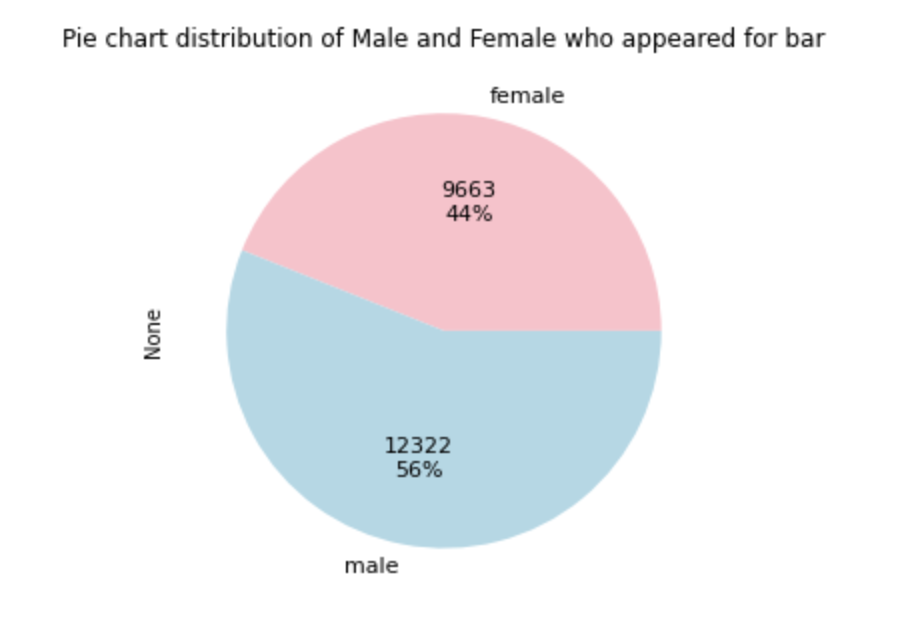 Pie chart distribution of Male and Female who appeared for bar
female
9663
44%
None
12322
56%
male